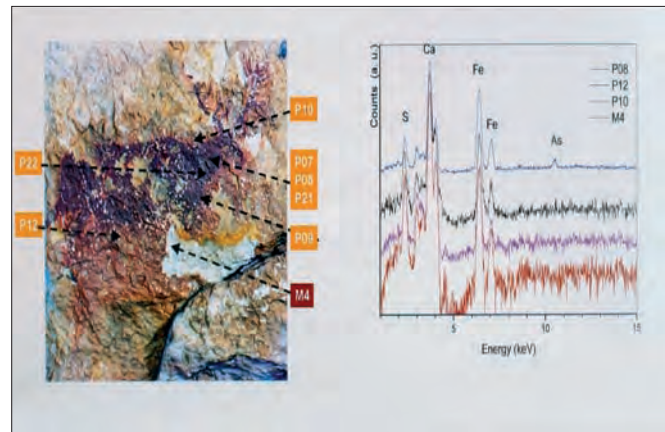 P10
P22
P07
P08
P21
P12
P09
M4
Counts (a. u.)
Ca
Fe
S
Fe
As
P08
P12
P10
M4
5
10
15
Energy (keV)